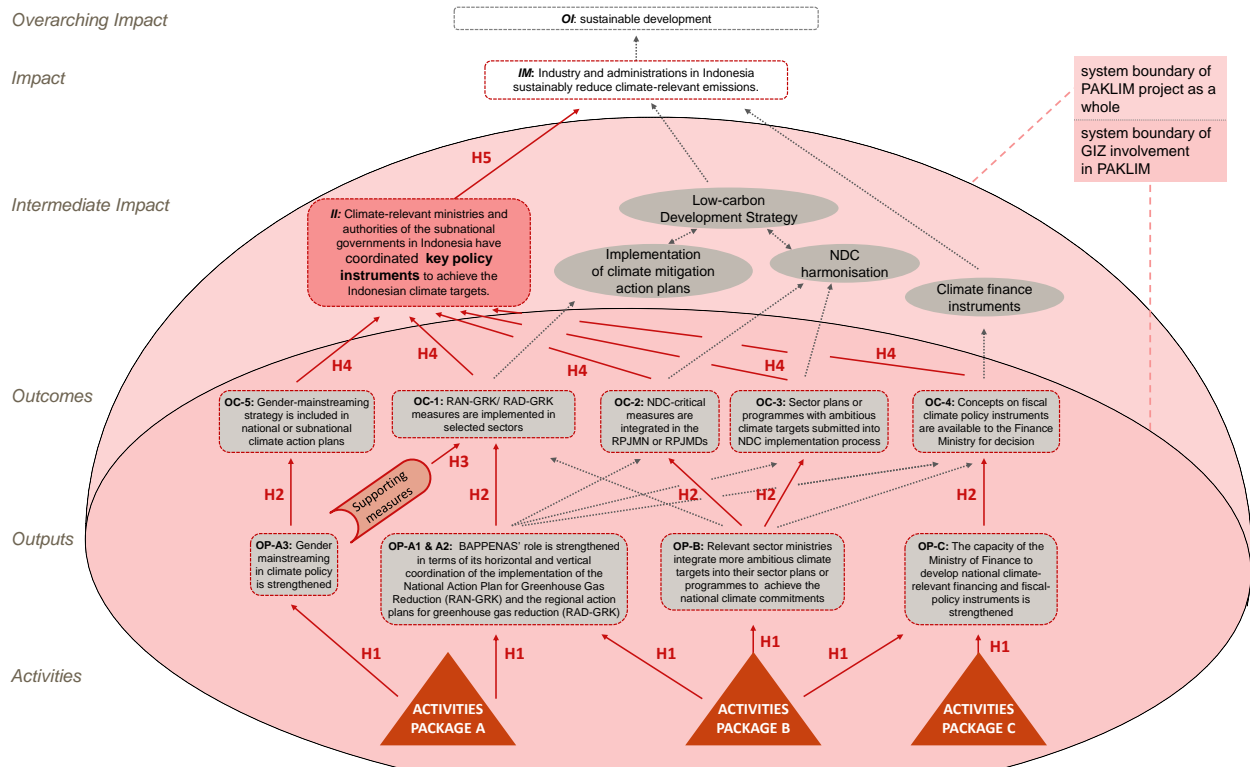 Overarching Impact
OI: sustainable development
Impact
IM: Industry and administrations in Indonesia
sustainably reduce climate-relevant emissions.
system boundary of
PAKLIM project as a
whole
system boundary of
GIZ involvement
in PAKLIM
H5
Intermediate Impact
II: Climate-relevant ministries and
authorities of the subnational
governments in Indonesia have
coordinated key policy
instruments to achieve the
Indonesian climate targets.
Low-carbon
Development Strategy
Implementation
of climate mitigation
action plans
NDC
harmonisation
Climate finance
instruments
H4
H4
H4
H4
H4
Outcomes
OC-5: Gender-mainstreaming
strategy is included in
national or subnational
climate action plans
OC-1: RAN-GRK/ RAD-GRK
measures are implemented in
selected sectors
OC-2: NDC-critical
measures are
integrated in the
RPJMN or RPJMDs
OC-3: Sector plans or
programmes with ambitious
climate targets submitted into
NDC implementation process
OC-4: Concepts on fiscal
climate policy instruments
are available to the Finance
Ministry for decision
H3
Supporting
measures
H2
H2
H2
H2
H2
Outputs
OP-A3: Gender
mainstreaming
in climate policy
is strengthened
OP-A1 & A2: BAPPENAS' role is strengthened
in terms of its horizontal and vertical
coordination of the implementation of the
National Action Plan for Greenhouse Gas
Reduction (RAN-GRK) and the regional action
plans for greenhouse gas reduction (RAD-GRK)
OP-B: Relevant sector ministries
integrate more ambitious climate
targets into their sector plans or
programmes to achieve the
national climate commitments
OP-C: The capacity of the
Ministry of Finance to
develop national climate-
relevant financing and fiscal-
policy instruments is
strengthened
H1
H1
H1
H1
H1
H1
Activities
ACTIVITIES
PACKAGE A
ACTIVITIES
PACKAGE B
ACTIVITIES
PACKAGE C